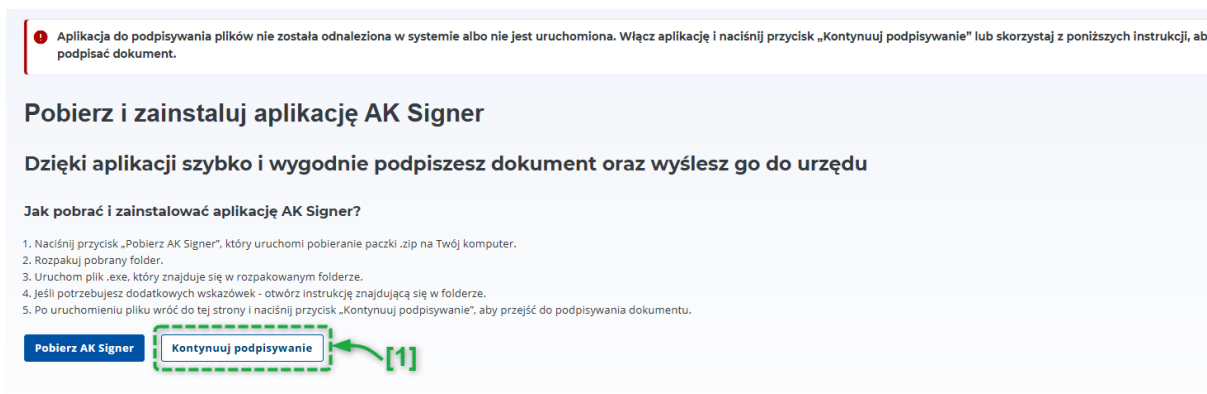 Aplikacja do podpisywania plików nie została odnaleziona w systemie albo nie jest uruchomiona. Włącz aplikację i naciśnij przycisk „Kontynuuj podpisywanie” lub skorzystaj z poniższych instrukcji, ab
podpisać dokument.
Pobierz i zainstaluj aplikację AK Signer
Dzięki aplikacji szybko i wygodnie podpiszesz dokument oraz wyślesz go do urzędu
Jak pobrać i zainstalować aplikację AK Signer?
1. Naciśnij przycisk „Pobierz AK Signer”, który uruchomi pobieranie paczki .zip na Twój komputer.
2. Rozpakuj pobrany folder.
3. Uruchom plik .exe, który znajduje się w rozpakowanym folderze.
4. Jeśli potrzebujesz dodatkowych wskazówek - otwórz instrukcję znajdującą się w folderze.
5. Po uruchomieniu pliku wróć do tej strony i naciśnij przycisk „Kontynuuj podpisywanie”, aby przejść do podpisywania dokumentu.
Pobierz AK Signer Kontynuuj podpisywanie [1]